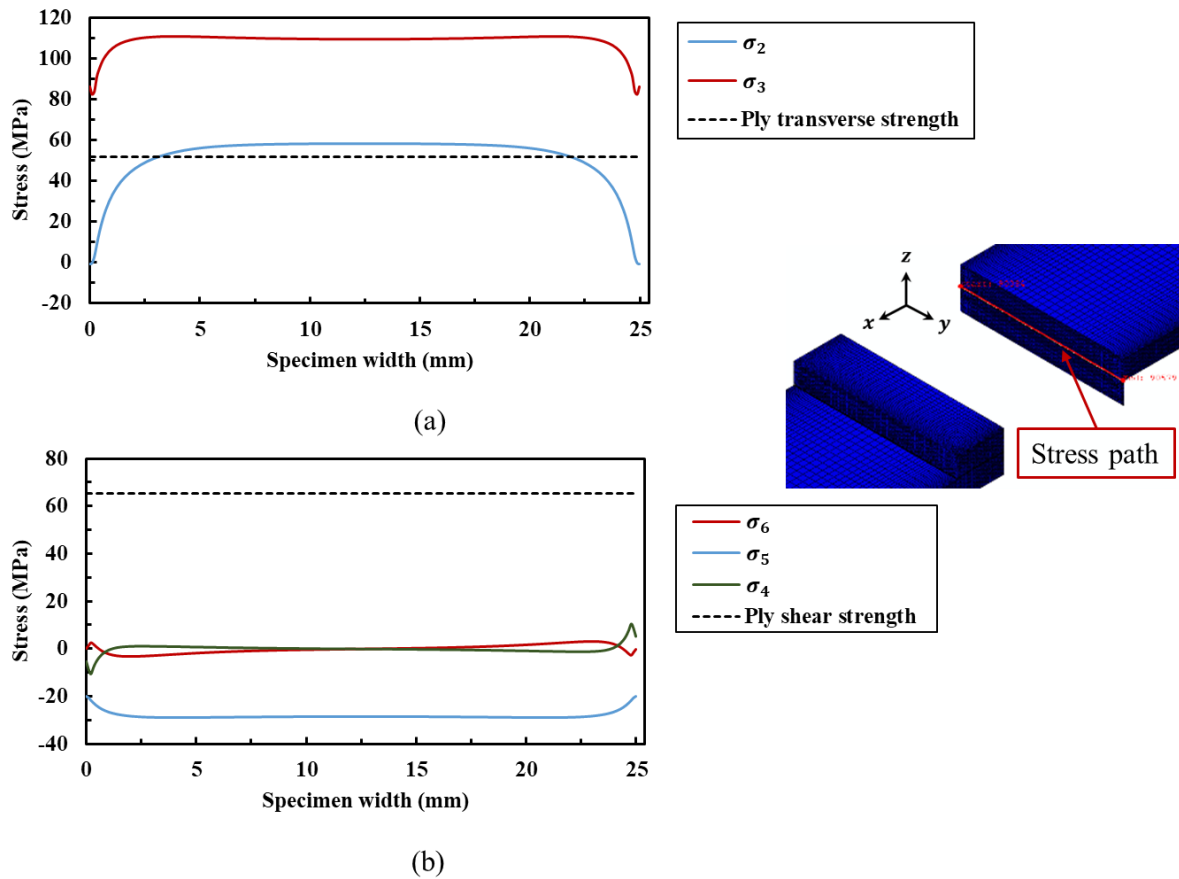 120
100
80
60
40
20
0
-20
Stress (MPa)
0 5 10 15 20 25
Specimen width (mm)
(a)
σ₂
σ₃
Ply transverse strength
z
x
y
Stress path
80
60
40
20
0
-20
-40
Stress (MPa)
0 5 10 15 20 25
Specimen width (mm)
(b)
σ₆
σ₅
σ₄
Ply shear strength